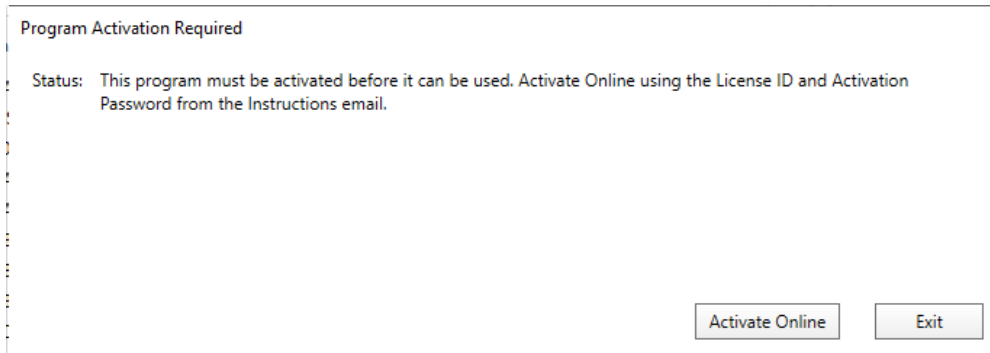 Program Activation Required
Status: This program must be activated before it can be used. Activate Online using the License ID and Activation
Password from the Instructions email.
Activate Online Exit